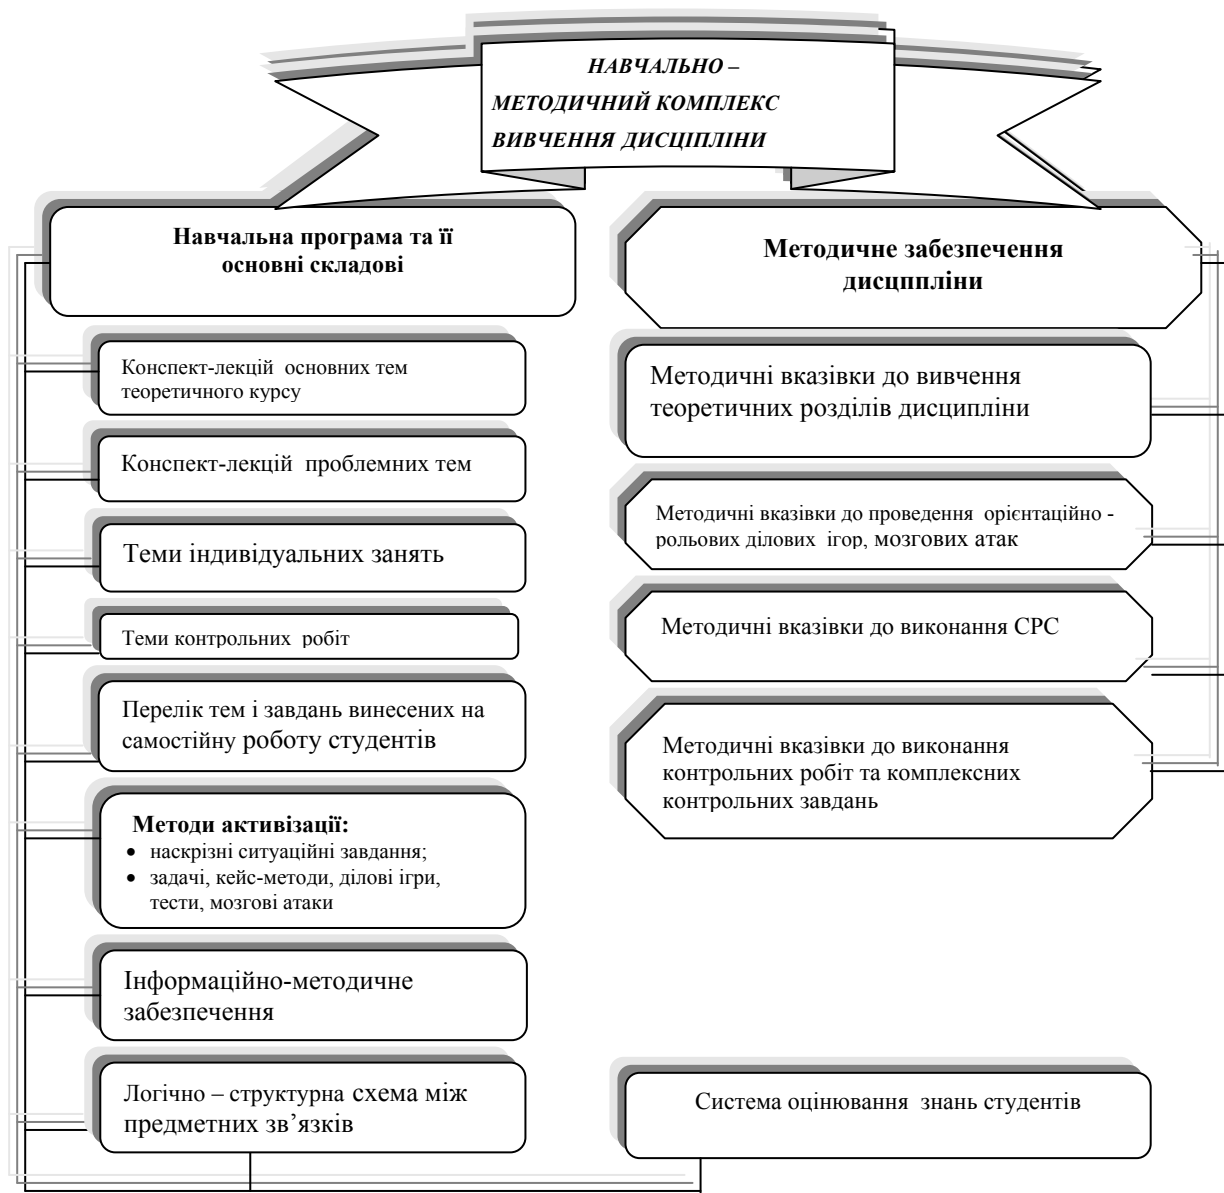 НАВЧАЛЬНО –
МЕТОДИЧНИЙ КОМПЛЕКС
ВИВЧЕННЯ ДИСЦІПЛІНИ
Навчальна програма та її
основні складові
Конспект-лекцій основних тем
теоретичного курсу
Конспект-лекцій проблемних тем
Теми індивідуальних занять
Теми контрольних робіт
Перелік тем і завдань винесених на
самостійну роботу студентів
Методи активізації:
• наскрізні ситуаційні завдання;
• задачі, кейс-методи, ділові ігри,
тести, мозгові атаки
Інформаційно-методичне
забезпечення
Логічно – структурна схема між
предметних зв’язків
Методичне забезпечення
дисцппліни
Методичні вказівки до вивчення
теоретичних розділів дисципліни
Методичні вказівки до проведення орієнтаційно -
рольових ділових ігор, мозгових атак
Методичні вказівки до виконання СРС
Методичні вказівки до виконання
контрольних робіт та комплексних
контрольних завдань
Система оцінювання знань студентів